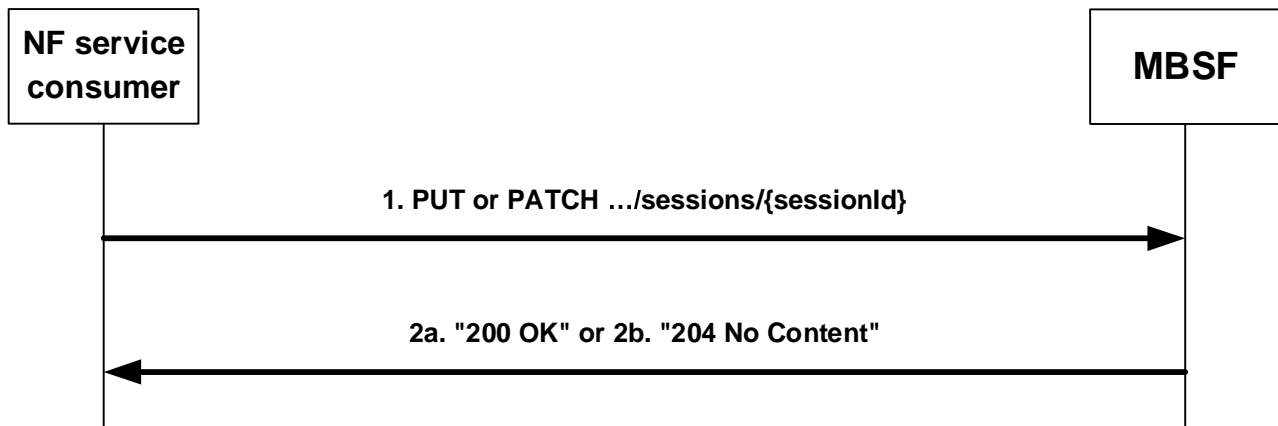 NF service
consumer
MBSF
1. PUT or PATCH …/sessions/{sessionId}
2a. "200 OK" or 2b. "204 No Content"